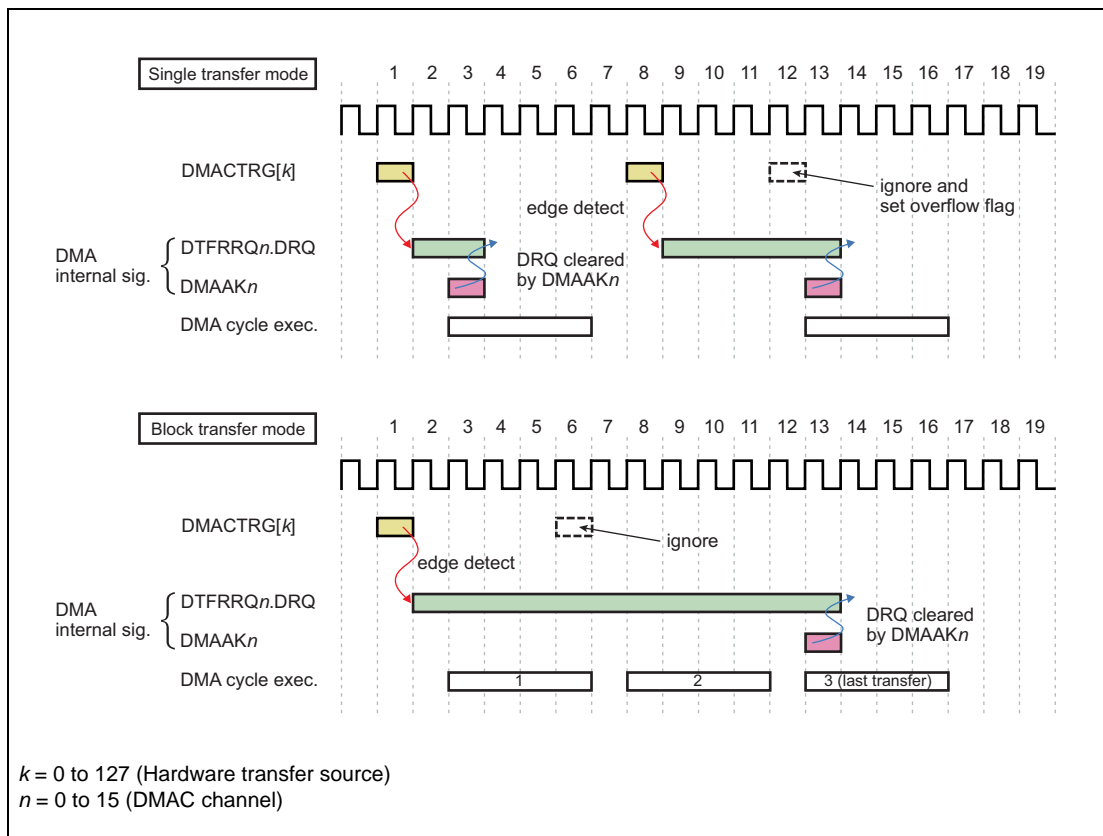 Single transfer mode
1 2 3 4 5 6 7 8 9 10 11 12 13 14 15 16 17 18 19
DMACTRG[k]
edge detect
ignore and
set overflow flag
DMA
internal sig.
DTFRRQn.DRQ
DMAAKn
DRQ cleared
by DMAAKn
DMA cycle exec.
Block transfer mode
1 2 3 4 5 6 7 8 9 10 11 12 13 14 15 16 17 18 19
DMACTRG[k]
ignore
edge detect
DMA
internal sig.
DTFRRQn.DRQ
DMAAKn
DRQ cleared
by DMAAKn
DMA cycle exec.
1 2 3 (last transfer)
k = 0 to 127 (Hardware transfer source)
n = 0 to 15 (DMAC channel)